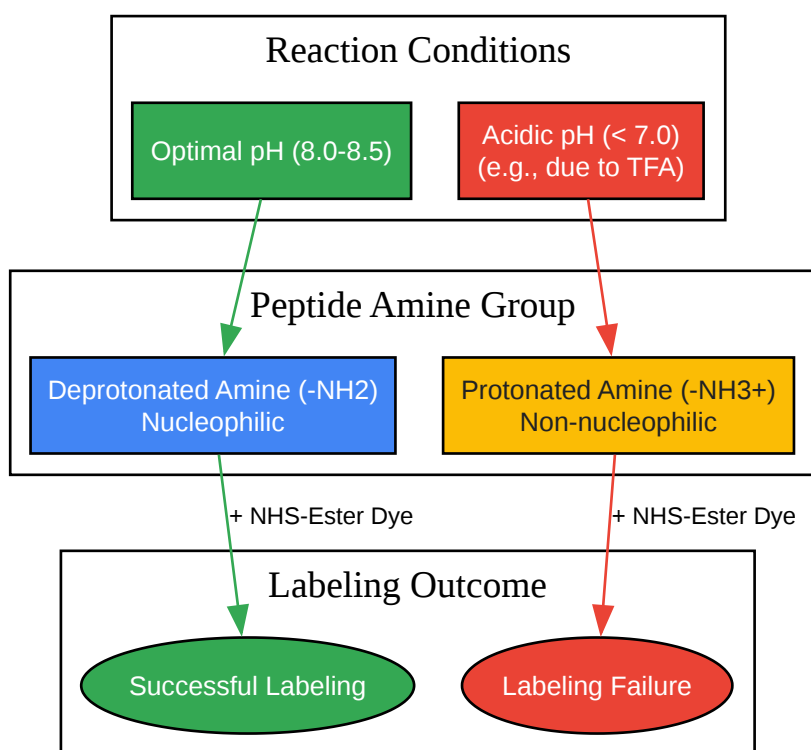 Reaction Conditions
Optimal pH (8.0-8.5)
Acidic pH (< 7.0)
(e.g., due to TFA)
Peptide Amine Group
Deprotonated Amine (-NH2)
Nucleophilic
Protonated Amine (-NH3+)
Non-nucleophilic
+ NHS-Ester Dye
+ NHS-Ester Dye
Labeling Outcome
Successful Labeling
Labeling Failure